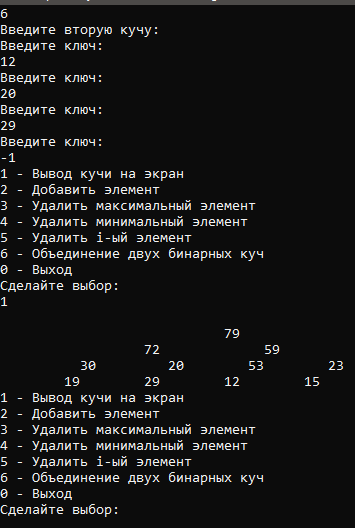 6
Введите вторую кучу:
Введите ключ:
12
Введите ключ:
20
Введите ключ:
29
Введите ключ:
-1
1 - Вывод кучи на экран
2 - Добавить элемент
3 - Удалить максимальный элемент
4 - Удалить минимальный элемент
5 - Удалить i-ый элемент
6 - Объединение двух бинарных куч
0 - Выход
Сделайте выбор:
1
79
72 59
30 20 53 23
19 29 12 15
1 - Вывод кучи на экран
2 - Добавить элемент
3 - Удалить максимальный элемент
4 - Удалить минимальный элемент
5 - Удалить i-ый элемент
6 - Объединение двух бинарных куч
0 - Выход
Сделайте выбор: